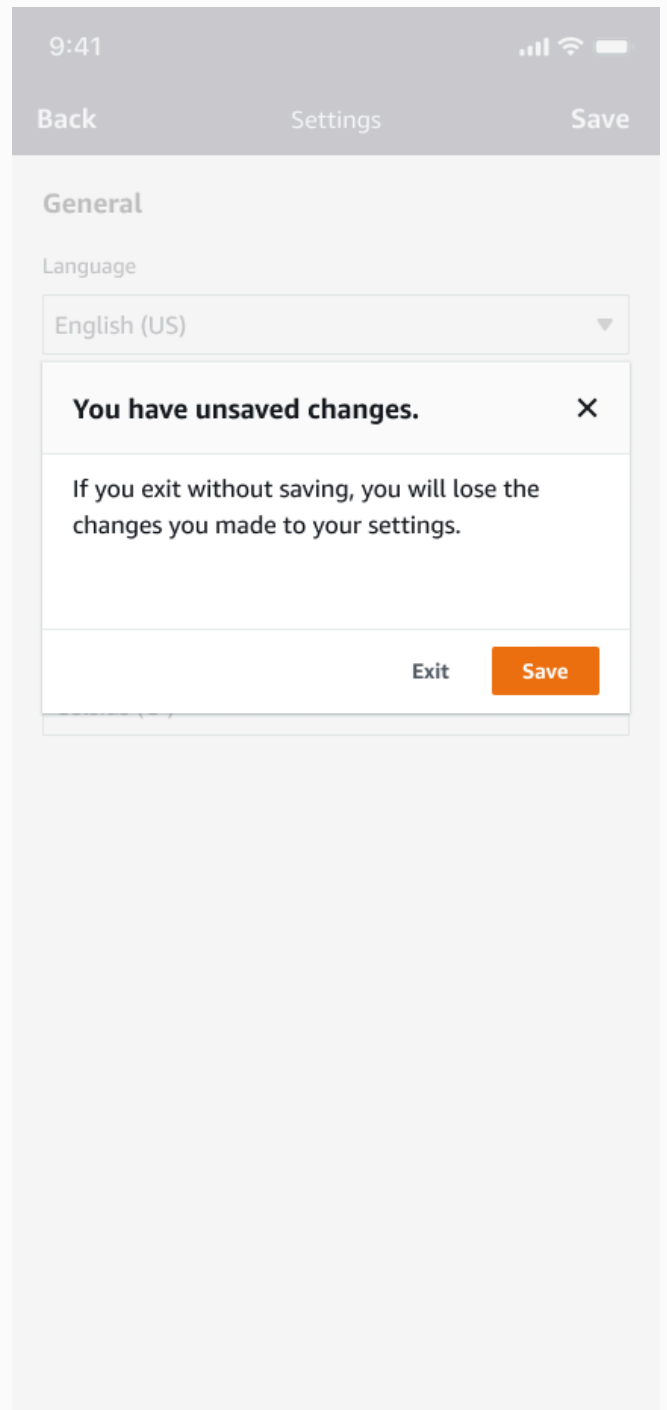 9:41
Back Settings Save
General
Language
English (US)
You have unsaved changes.
If you exit without saving, you will lose the
changes you made to your settings.
Exit Save